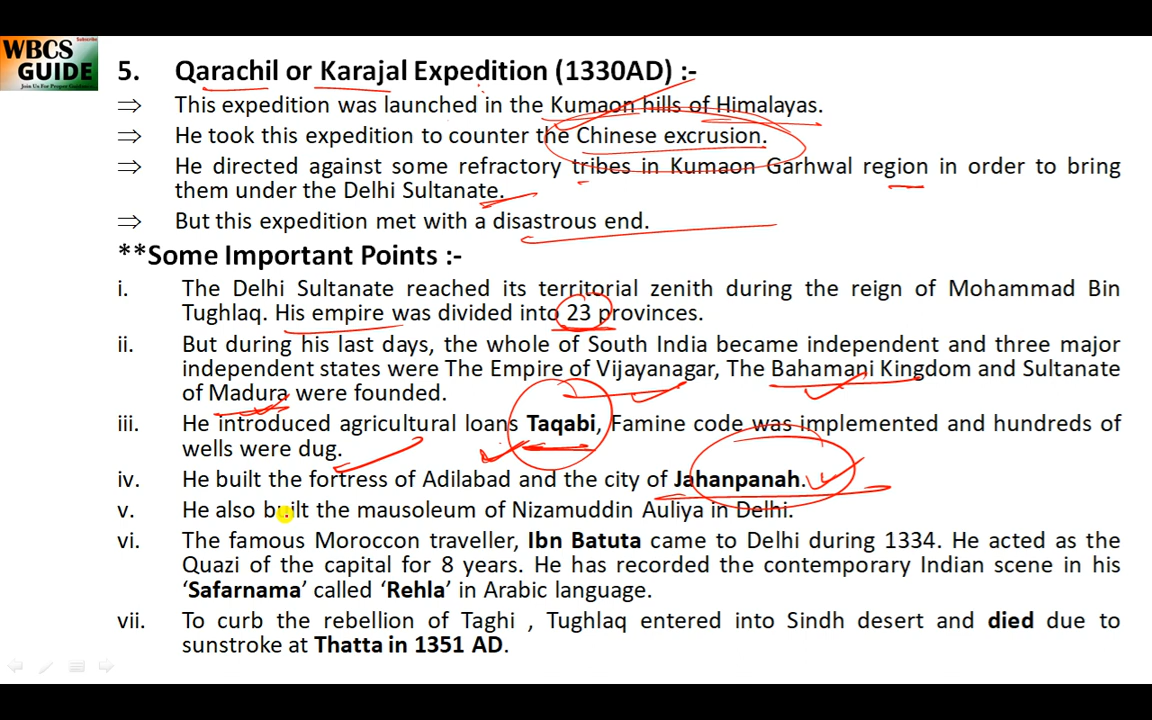 Subscribe
WBCS
GUIDE
Join Us For Proper Guidance
5. Qarachil or Karajal Expedition (1330AD) :-
⇒ This expedition was launched in the Kumaon hills of Himalayas.
⇒ He took this expedition to counter the Chinese excrusion.
⇒ He directed against some refractory tribes in Kumaon Garhwal region in order to bring
them under the Delhi Sultanate.
⇒ But this expedition met with a disastrous end.
**Some Important Points :-
i. The Delhi Sultanate reached its territorial zenith during the reign of Mohammad Bin
Tughlaq. His empire was divided into 23 provinces.
ii. But during his last days, the whole of South India became independent and three major
independent states were The Empire of Vijayanagar, The Bahamani Kingdom and Sultanate
of Madura were founded.
iii. He introduced agricultural loans Taqabi, Famine code was implemented and hundreds of
wells were dug.
iv. He built the fortress of Adilabad and the city of Jahanpanah.
v. He also built the mausoleum of Nizamuddin Auliya in Delhi.
vi. The famous Moroccon traveller, Ibn Batuta came to Delhi during 1334. He acted as the
Quazi of the capital for 8 years. He has recorded the contemporary Indian scene in his
‘Safarnama’ called ‘Rehla’ in Arabic language.
vii. To curb the rebellion of Taghi , Tughlaq entered into Sindh desert and died due to
sunstroke at Thatta in 1351 AD.